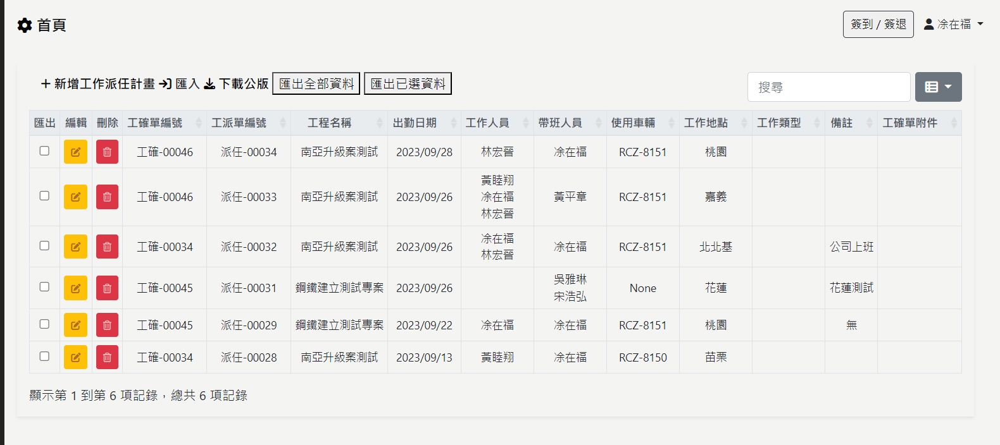 首頁
簽到 / 簽退 凃在福
新增工作派任計畫 匯入 下載公版 匯出全部資料 匯出已選資料 搜尋
匯出 編輯 刪除 工確單編號 工派單編號 工程名稱 出勤日期 工作人員 帶班人員 使用車輛 工作地點 工作類型 備註 工確單附件
工確-00046 派任-00034 南亞升級案測試 2023/09/28 林宏晉 凃在福 RCZ-8151 桃園
黃睦翔
工確-00046 派任-00033 南亞升級案測試 2023/09/26 凃在福 黃平章 RCZ-8151 嘉義
林宏晉
凃在福
工確-00034 派任-00032 南亞升級案測試 2023/09/26 凃在福 RCZ-8151 北北基 公司上班
林宏晉
吳雅琳
工確-00045 派任-00031 鋼鐵建立測試專案 2023/09/26 None 花蓮 花蓮測試
宋浩弘
工確-00045 派任-00029 鋼鐵建立測試專案 2023/09/22 凃在福 凃在福 RCZ-8151 桃園 無
工確-00034 派任-00028 南亞升級案測試 2023/09/13 黃睦翔 凃在福 RCZ-8150 苗栗
顯示第 1 到第 6 項記錄，總共 6 項記錄